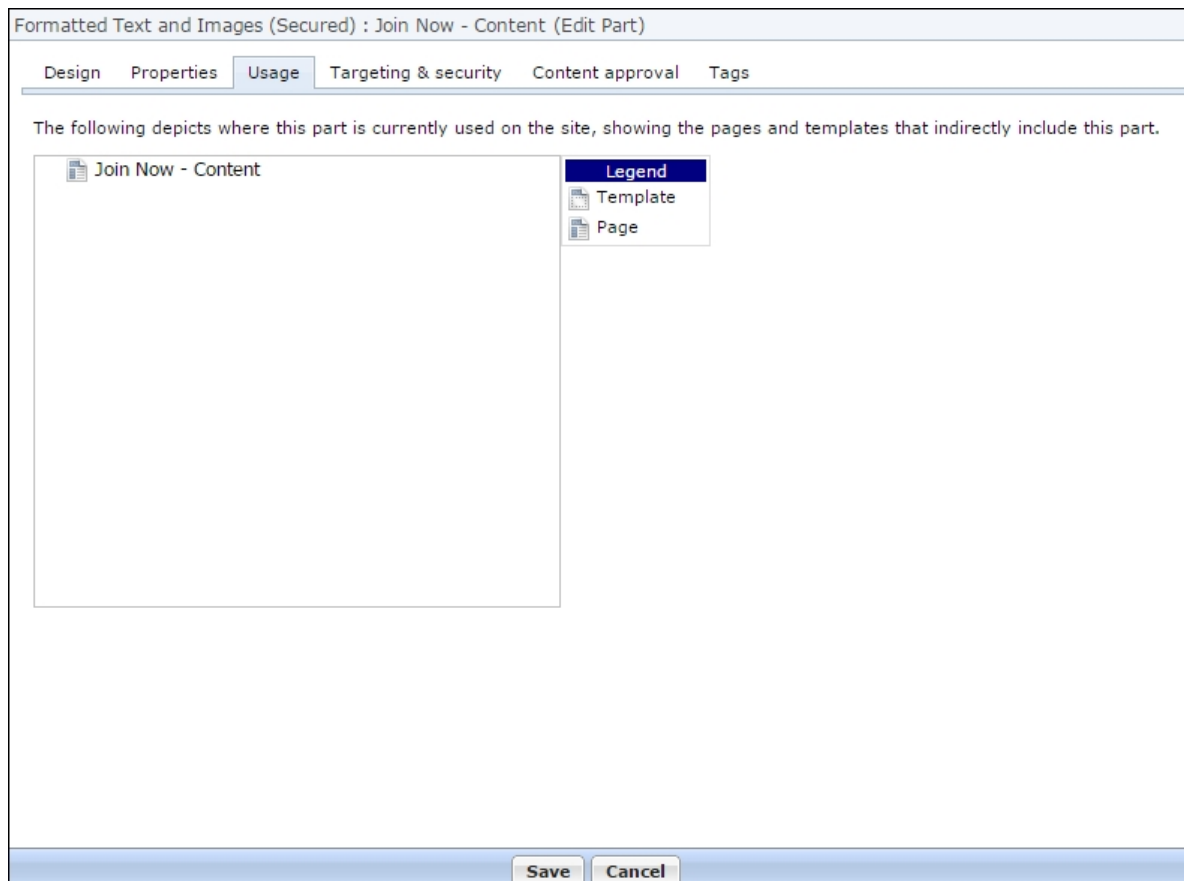 Formatted Text and Images (Secured) : Join Now - Content (Edit Part)
Design Properties Usage Targeting & security Content approval Tags
The following depicts where this part is currently used on the site, showing the pages and templates that indirectly include this part.
Join Now - Content
Legend
Template
Page
Save Cancel